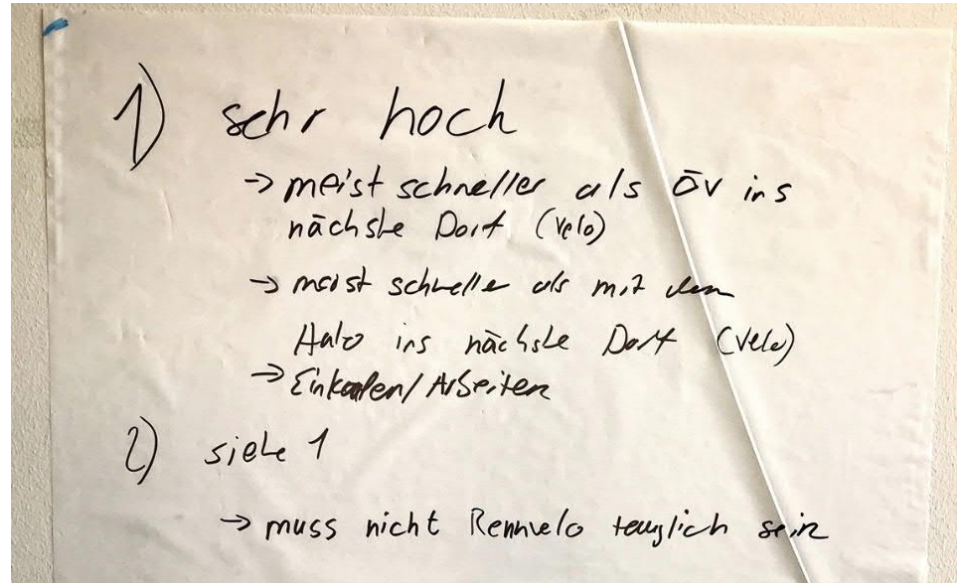 1) sehr hoch
→ meist schneller als ÖV ins
nächste Dorf (Velo)
→ meist schneller als mit dem
Auto ins nächste Dorf (Velo)
→ Einkaufen/Arbeiten
2) siehe 1
→ muss nicht Rennvelo tauglich sein